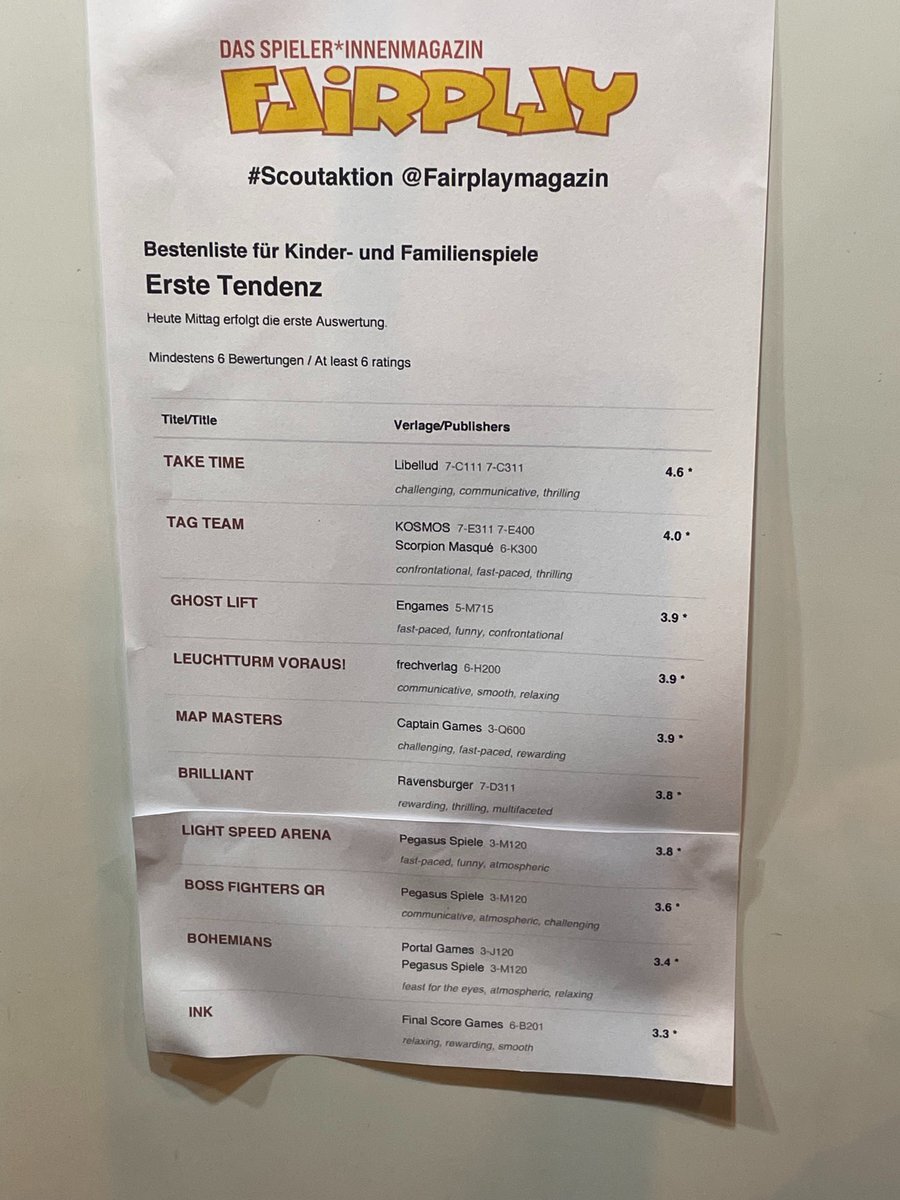 DAS SPIELER*INNENMAGAZIN
FAIRPLAY
#Scoutaktion @Fairplaymagazin
Bestenliste für Kinder- und Familienspiele
Erste Tendenz
Heute Mittag erfolgt die erste Auswertung.
Mindestens 6 Bewertungen / At least 6 ratings
Titel/Title Verlage/Publishers
TAKE TIME Libellud 7-C111 7-C311 4.6 *
challenging, communicative, thrilling
TAG TEAM KOSMOS 7-E311 7-E400 4.0 *
Scorpion Masqué 6-K300
confrontational, fast-paced, thrilling
GHOST LIFT Engames 5-M715 3.9 *
fast-paced, funny, confrontational
LEUCHTTURM VORAUS! frechverlag 6-H200 3.9 *
communicative, smooth, relaxing
MAP MASTERS Captain Games 3-Q600 3.9 *
challenging, fast-paced, rewarding
BRILLIANT Ravensburger 7-D311 3.8 *
rewarding, thrilling, multifaceted
LIGHT SPEED ARENA Pegasus Spiele 3-M120 3.8 *
fast-paced, funny, atmospheric
BOSS FIGHTERS QR Pegasus Spiele 3-M120 3.6 *
communicative, atmospheric, challenging
BOHEMIANS Portal Games 3-J120 3.4 *
Pegasus Spiele 3-M120
feast for the eyes, atmospheric, relaxing
INK Final Score Games 6-B201 3.3 *
relaxing, rewarding, smooth